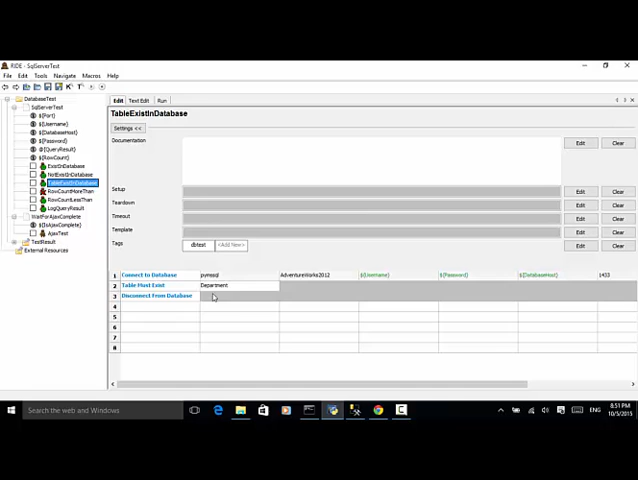 RIDE - SqlServerTest
File Edit Tools Navigate Macros Help
Edit Text Edit Run
DatabaseTest
SqlServerTest
${Port}
${Username}
${DatabaseHost}
${Password}
@{QueryResult}
${RowCount}
ExistInDatabase
NotExistInDatabase
TableExistInDatabase
RowCountMoreThan
RowCountLessThan
LogQueryResult
WaitForAjaxComplete
${IsAjaxComplete}
AjaxTest
TestResult
External Resources
TableExistInDatabase
Settings <<
Documentation Edit Clear
Setup Edit Clear
Teardown Edit Clear
Timeout Edit Clear
Template Edit Clear
Tags dbtest <Add New> Edit Clear
1 Connect to Database pymssql AdventureWorks2012 ${Username} ${Password} ${DatabaseHost} 1433
2 Table Must Exist Department
3 Disconnect From Database
4
5
6
7
8
Search the web and Windows
ENG
8:51 PM
10/5/2015